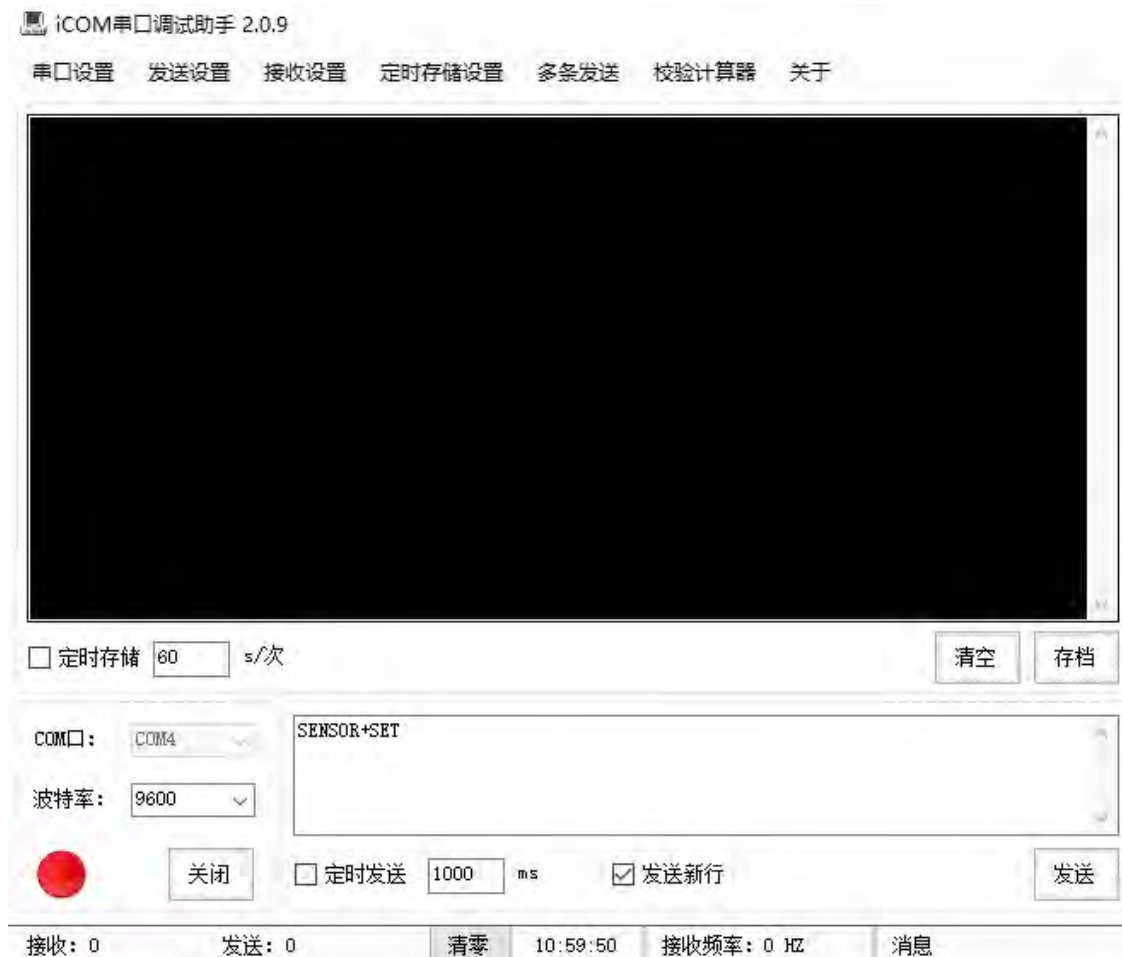 iCOM串口调试助手 2.0.9
串口设置 发送设置 接收设置 定时存储设置 多条发送 校验计算器 关于
定时存储 60 s/次 清空 存档
COM口: COM4
SENSOR+SET
波特率: 9600
关闭 定时发送 1000 ms 发送新行 发送
接收: 0 发送: 0 清零 10:59:50 接收频率: 0 HZ 消息